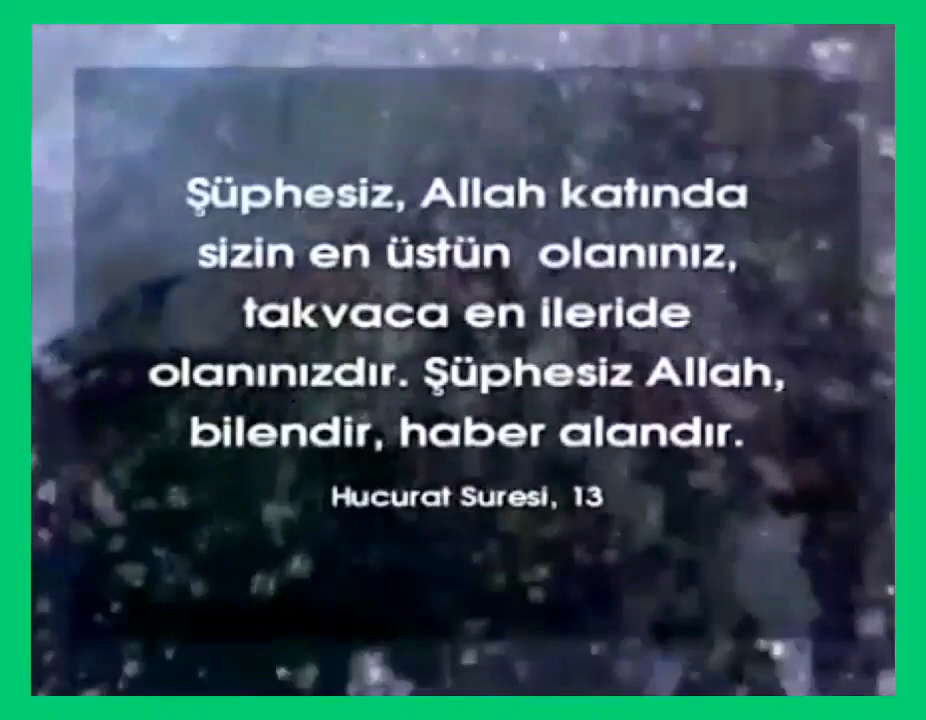 Şüphesiz, Allah katında
sizin en üstün olanınız,
takvaca en ileride
olanınızdır. Şüphesiz Allah,
bilendir, haber alandır.
Hucurat Suresi, 13